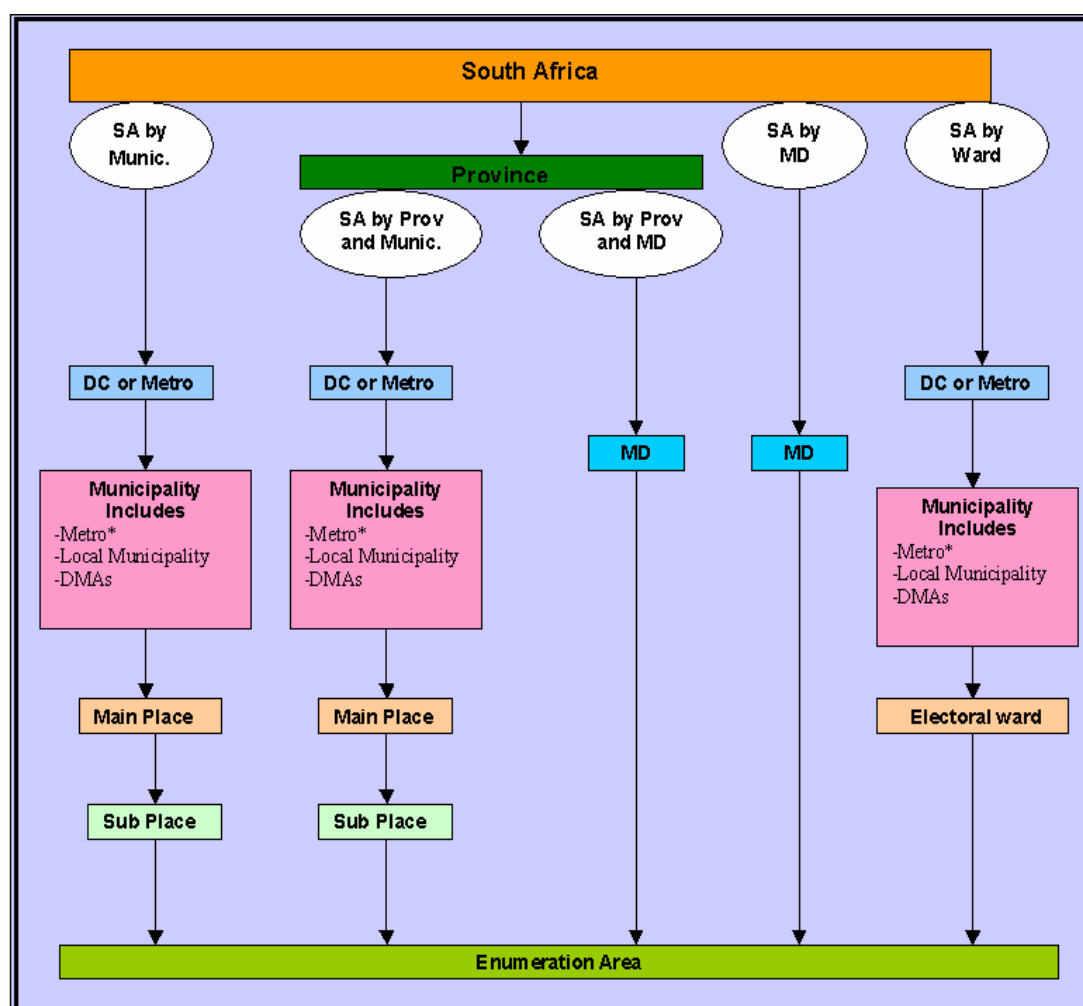 South Africa
SA by
Munic.
SA by
MD
SA by
Ward
Province
SA by Prov
and Munic.
SA by Prov
and MD
DC or Metro
DC or Metro
DC or Metro
MD
MD
Municipality
Includes
-Metro*
-Local Municipality
-DMAs
Municipality
Includes
-Metro*
-Local Municipality
-DMAs
Municipality
Includes
-Metro*
-Local Municipality
-DMAs
Main Place
Main Place
Electoral ward
Sub Place
Sub Place
Enumeration Area